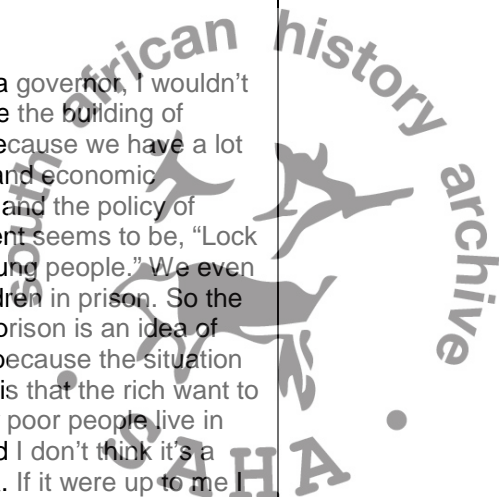 a governor, I wouldn't
e the building of
ecause we have a lot
and economic
and the policy of
ent seems to be, "Lock
ung people." We even
dren in prison. So the
prison is an idea of
because the situation
is that the rich want to
poor people live in
d I don't think it's a
. If it were up to me I
south african history archive
SAHA